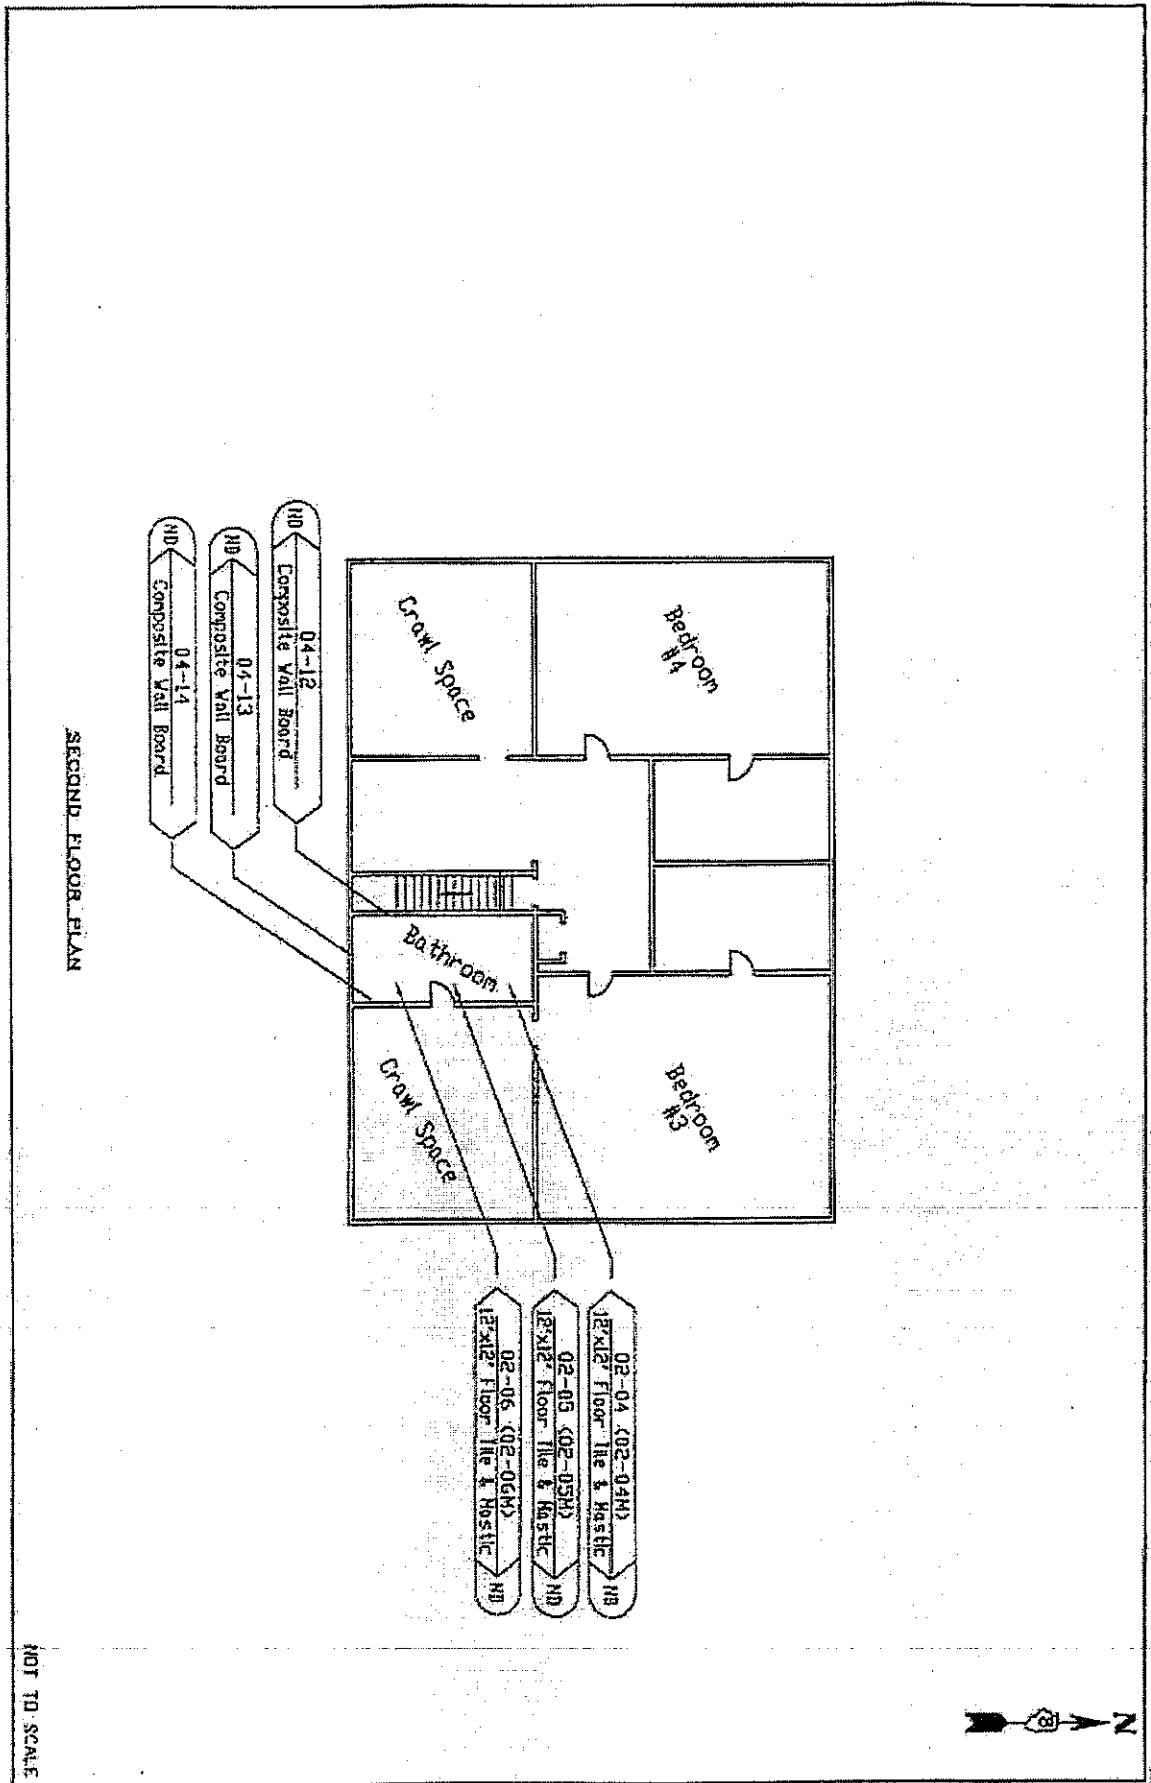 N
Bedroom
#4
Bedroom
#3
Crawl Space
Bathroom
Crawl Space
02-04 (02-04M)
12"x12" Floor Tile & Mastic
ND
02-05 (02-05M)
12"x12" Floor Tile & Mastic
ND
02-06 (02-06M)
12"x12" Floor Tile & Mastic
ND
04-12
Composite Wall Board
ND
04-13
Composite Wall Board
ND
04-14
Composite Wall Board
ND
SECOND FLOOR PLAN
NOT TO SCALE